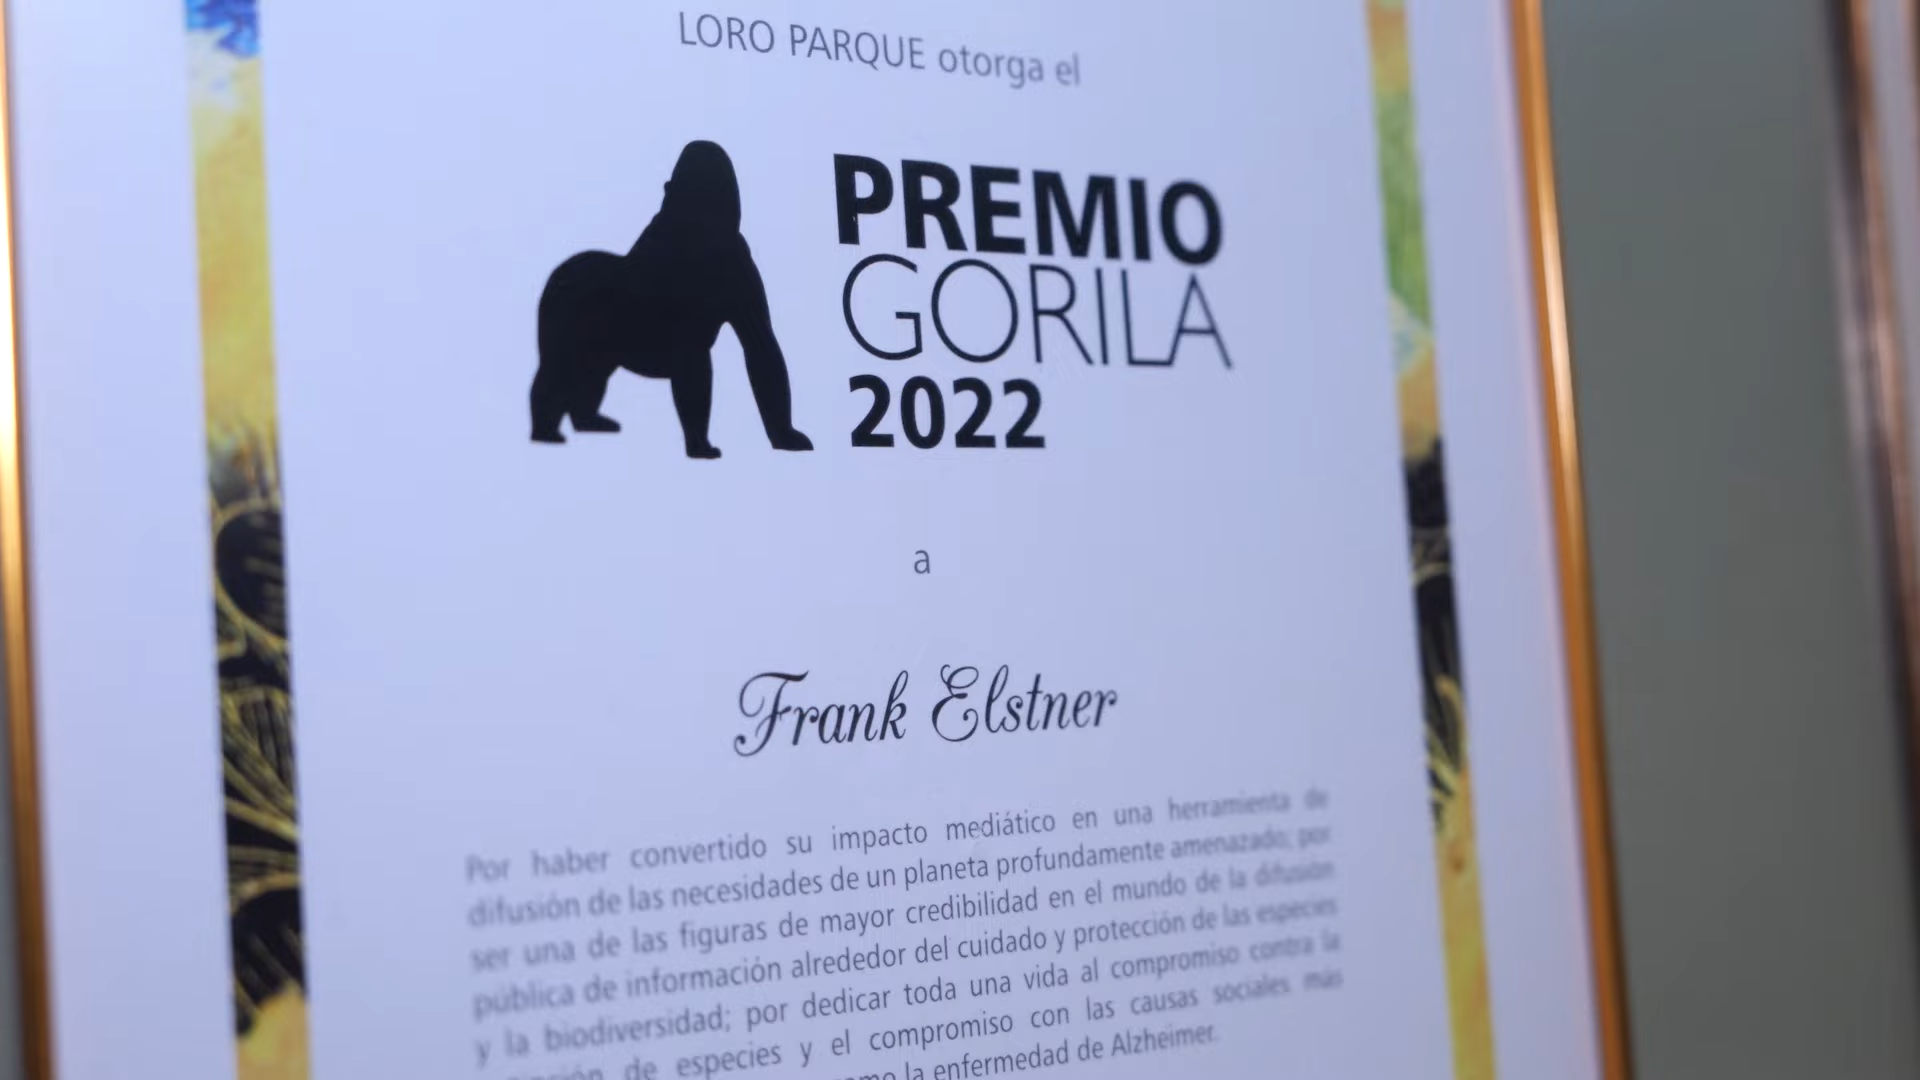 LORO PARQUE otorga el
PREMIO
GORILA
2022
a
Frank Elstner
Por haber convertido su impacto mediático en una herramienta de
difusión de las necesidades de un planeta profundamente amenazado; por
ser una de las figuras de mayor credibilidad en el mundo de la difusión
pública de información alrededor del cuidado y protección de las especies
y la biodiversidad; por dedicar toda una vida al compromiso contra la
de especies y el compromiso con las causas sociales más
la enfermedad de Alzheimer.